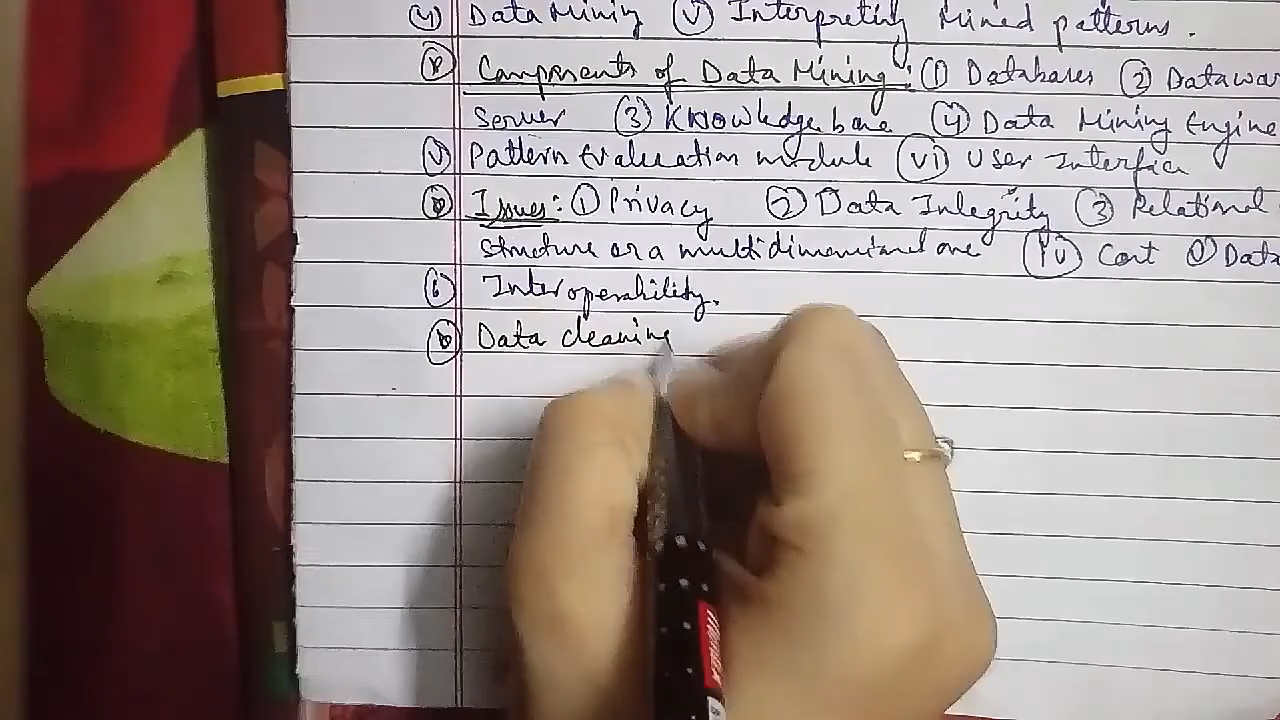 (4) Data Mining (v) Interpreting Mined patterns.
Components of Data Mining: (1) Databases (2) Datawar
Server (3) Knowledge base (4) Data Mining Engine
(v) Pattern Evaluation module (vi) User Interface
Issues: (1) Privacy (2) Data Integrity (3) Relational
structure or a multidimensional one (iv) Cost (v) Data
(6) Interoperability.
Data cleaning